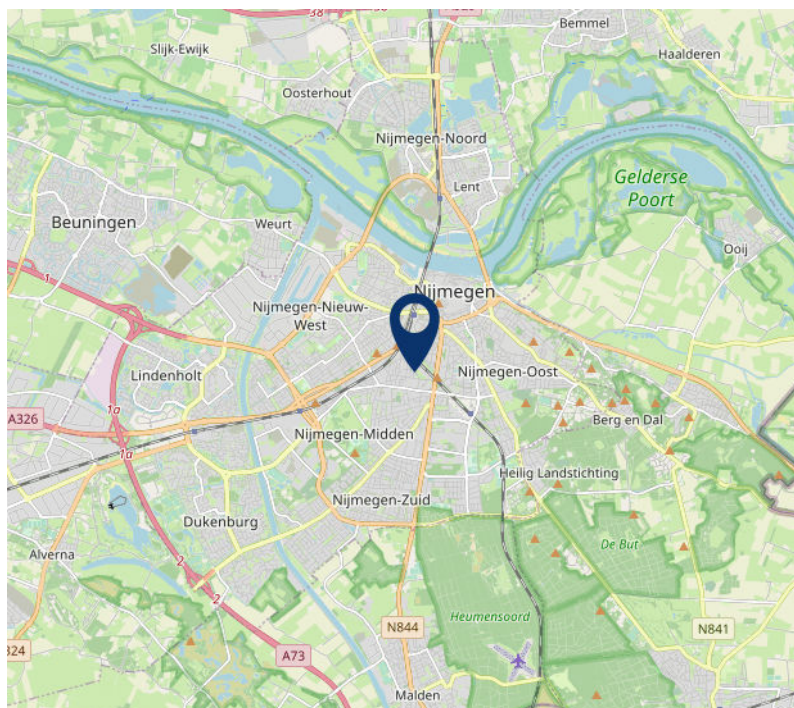 38
38
Bemmel
Slijk-Ewijk
Haalderen
Oosterhout
Nijmegen-Noord
Lent
Gelderse
Poort
Beuningen
Weurt
Ooij
1
Nijmegen
Nijmegen-Nieuw-
West
Lindenholt
Nijmegen-Oost
1a
A326
Berg en Dal
Nijmegen-Midden
1a
Heilig Landstichting
Nijmegen-Zuid
Dukenburg
De But
Alverna
2
2
Heumensoord
N844
N841
324
A73
Malden